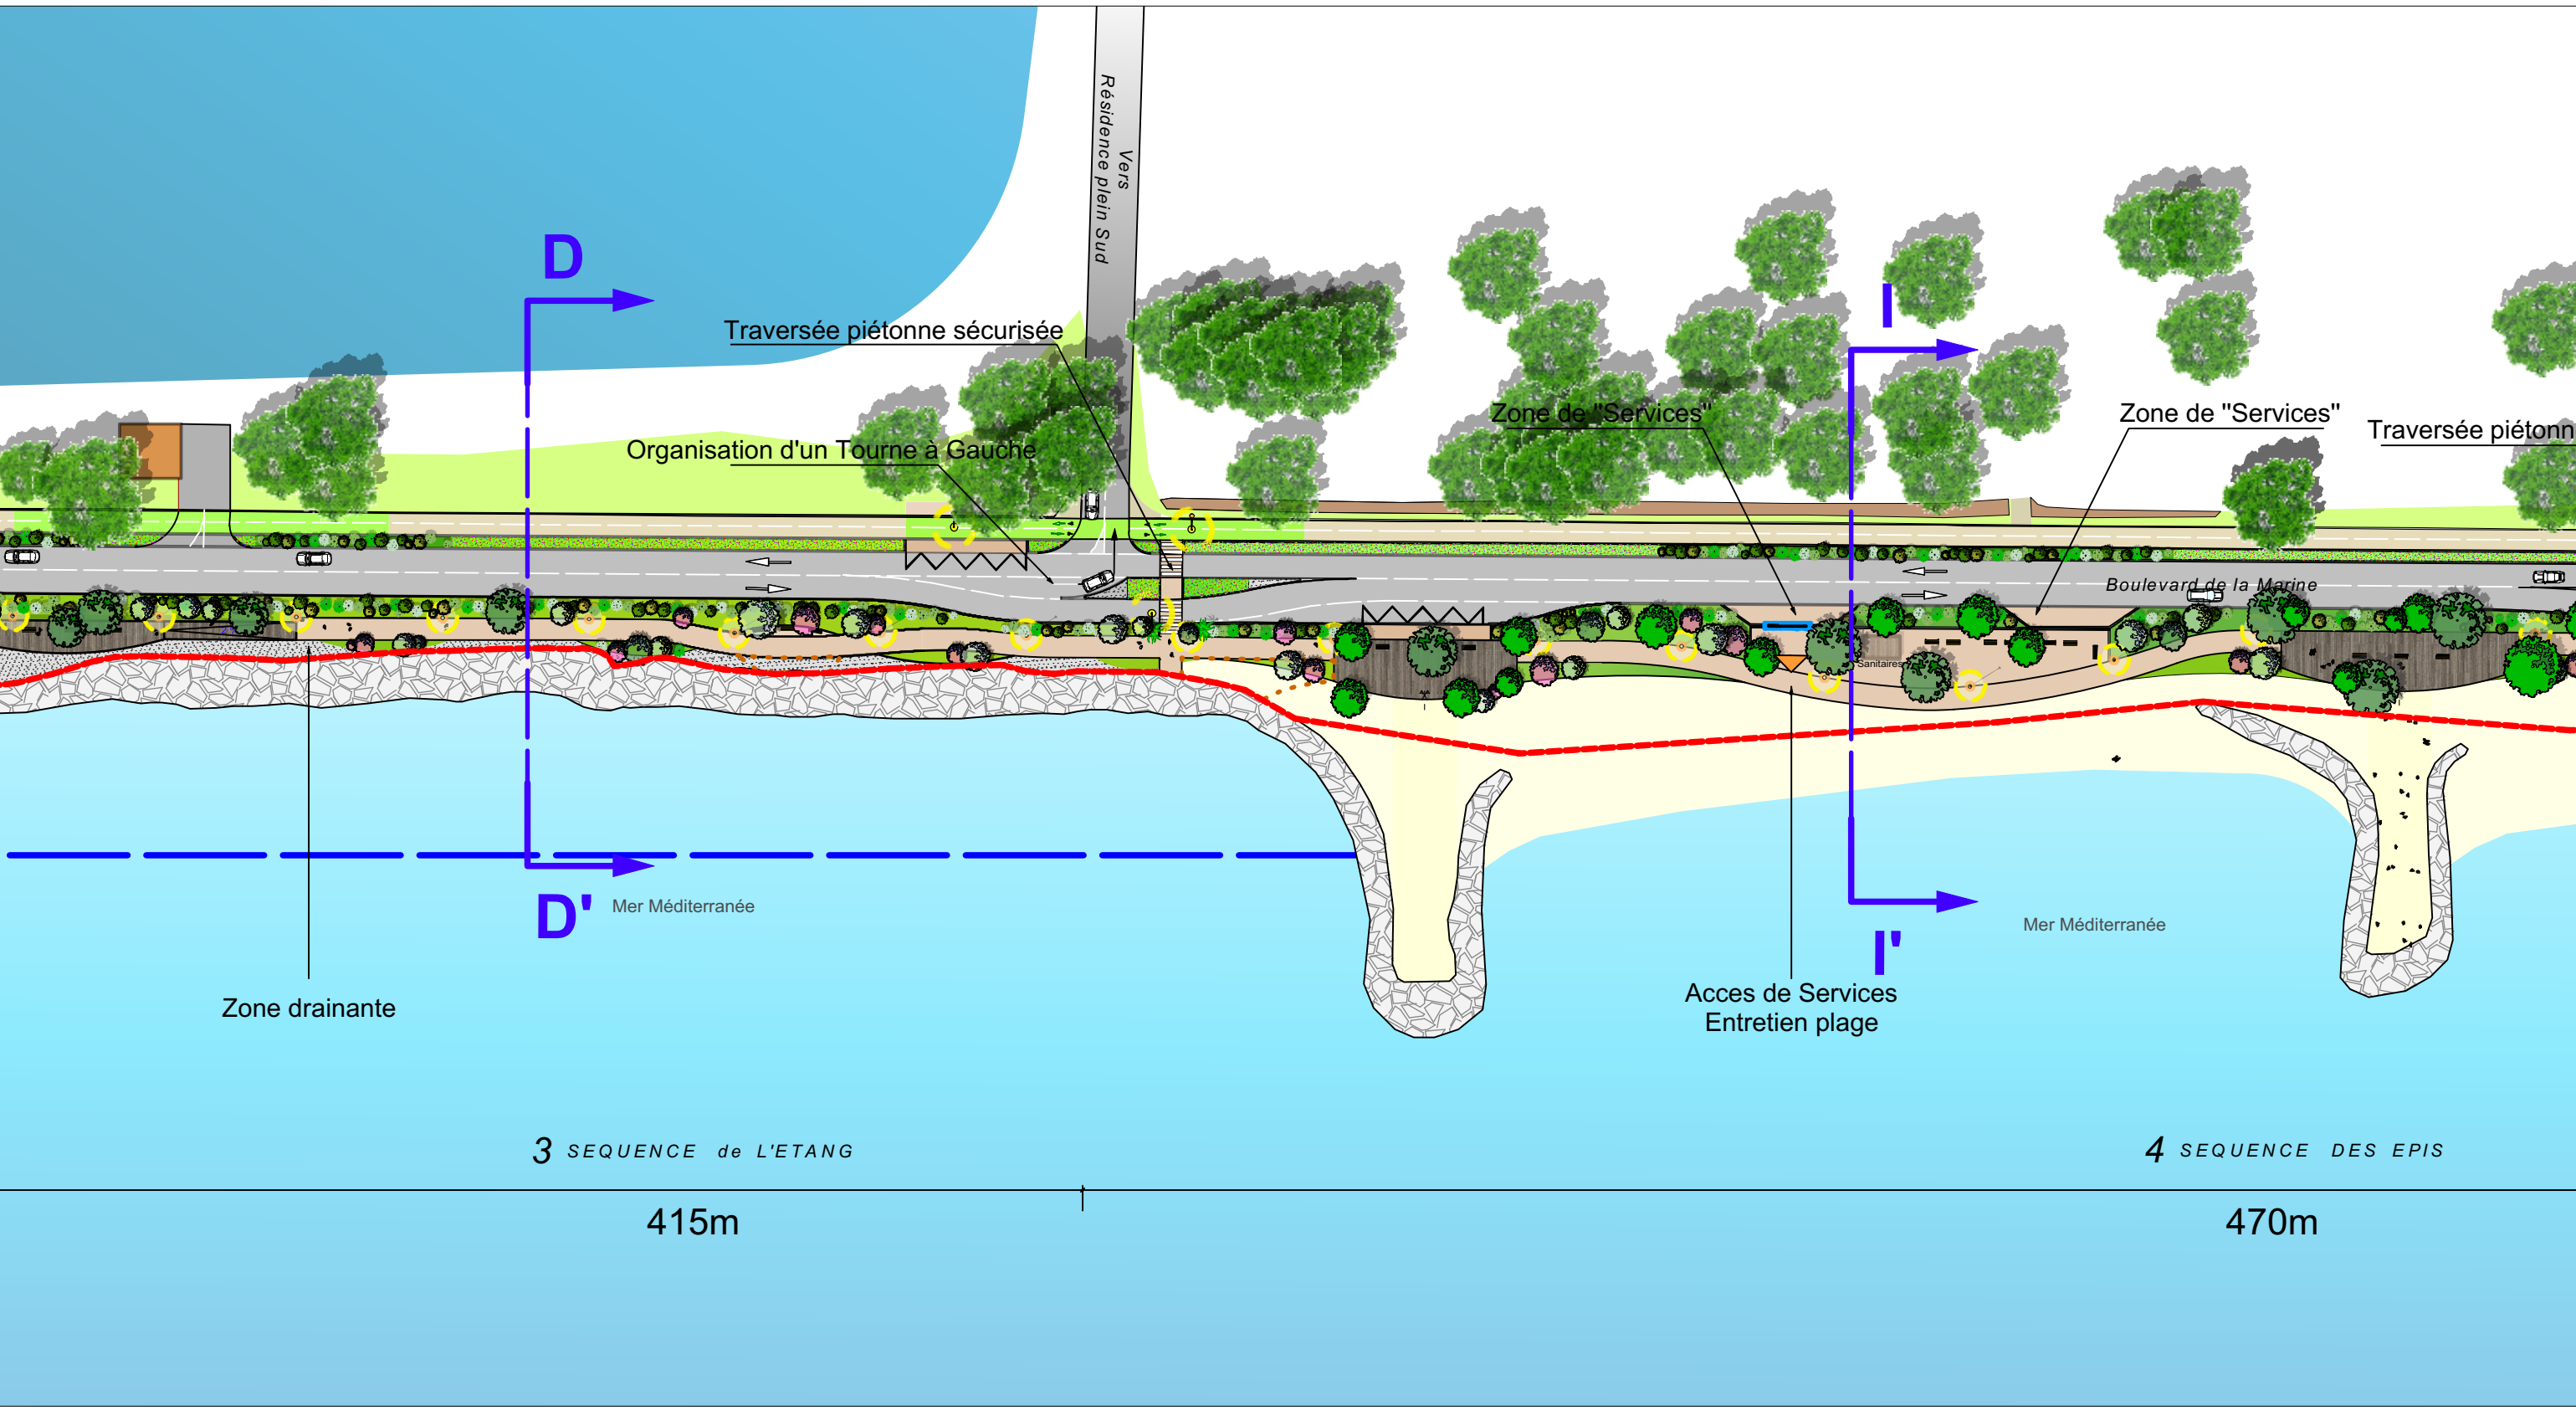 Vers
Résidence plein Sud
D
Traversée piétonne sécurisée
I
Zone de "Services"
Zone de "Services"
Traversée piétonn
Organisation d'un Tourne à Gauche
Boulevard de la Marine
Sanitaires
D'
Mer Méditerranée
Mer Méditerranée
I'
Zone drainante
Acces de Services
Entretien plage
3 SEQUENCE de L'ETANG
4 SEQUENCE DES EPIS
415m
470m